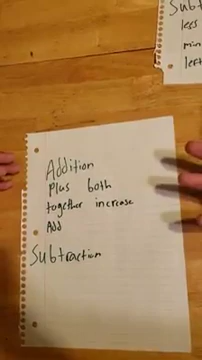 Addition
Plus both
together increase
Add
Subtraction
Subt
less
min
left